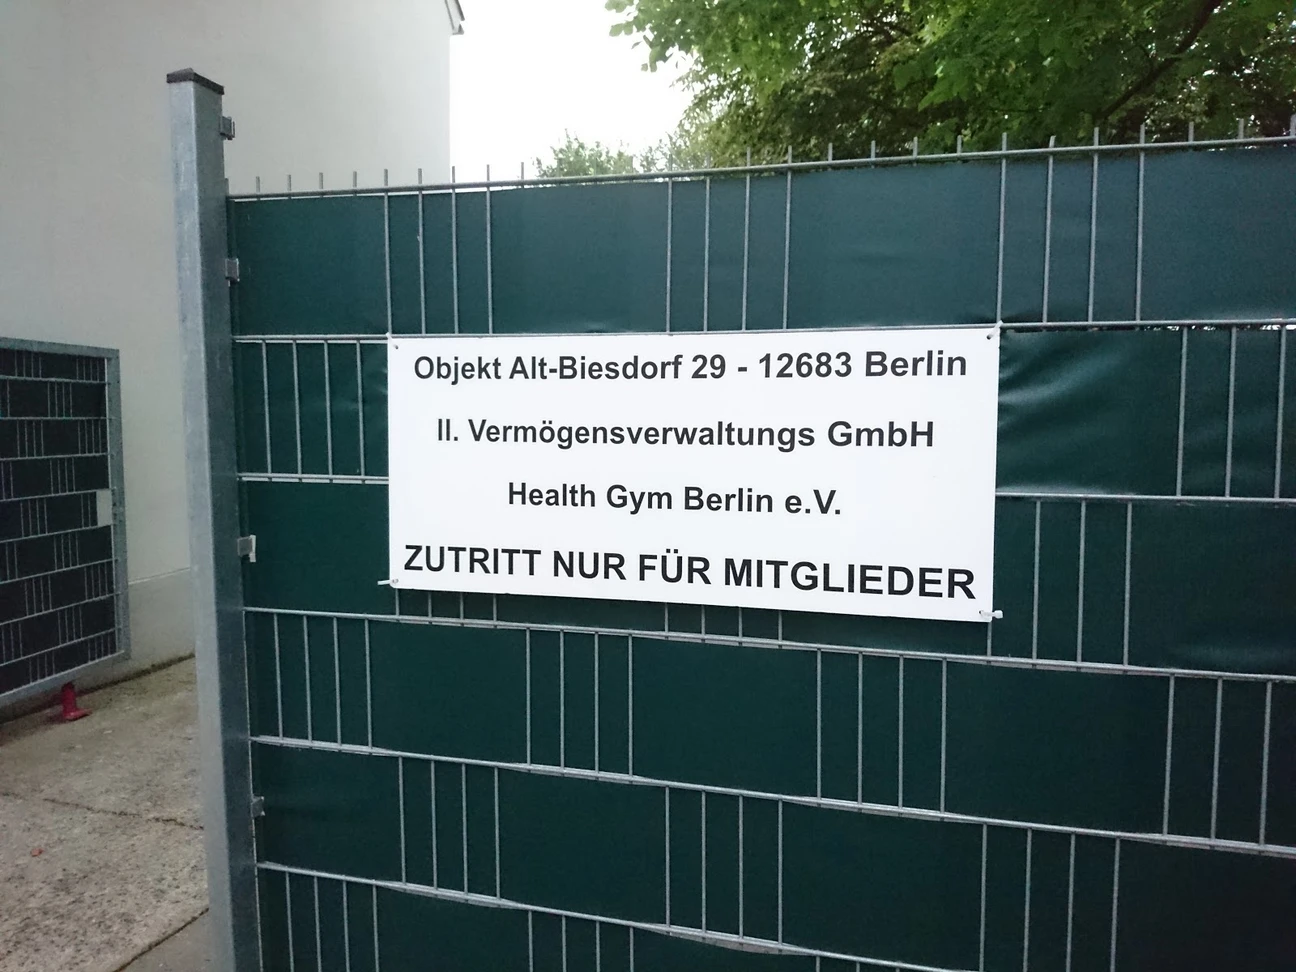 Objekt Alt-Biesdorf 29 - 12683 Berlin
II. Vermögensverwaltungs GmbH
Health Gym Berlin e.V.
ZUTRITT NUR FÜR MITGLIEDER